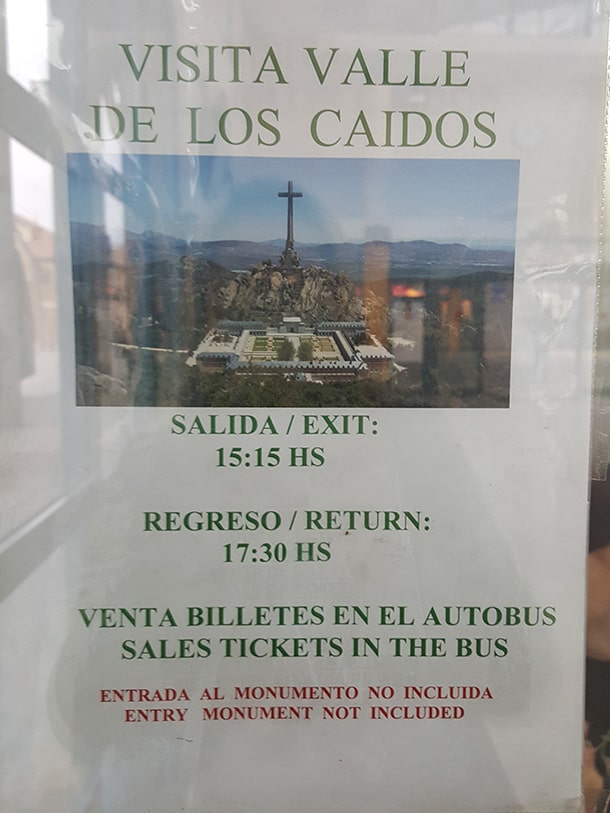 VISITA VALLE
DE LOS CAIDOS
SALIDA / EXIT:
15:15 HS
REGRESO / RETURN:
17:30 HS
VENTA BILLETES EN EL AUTOBUS
SALES TICKETS IN THE BUS
ENTRADA AL MONUMENTO NO INCLUIDA
ENTRY MONUMENT NOT INCLUDED